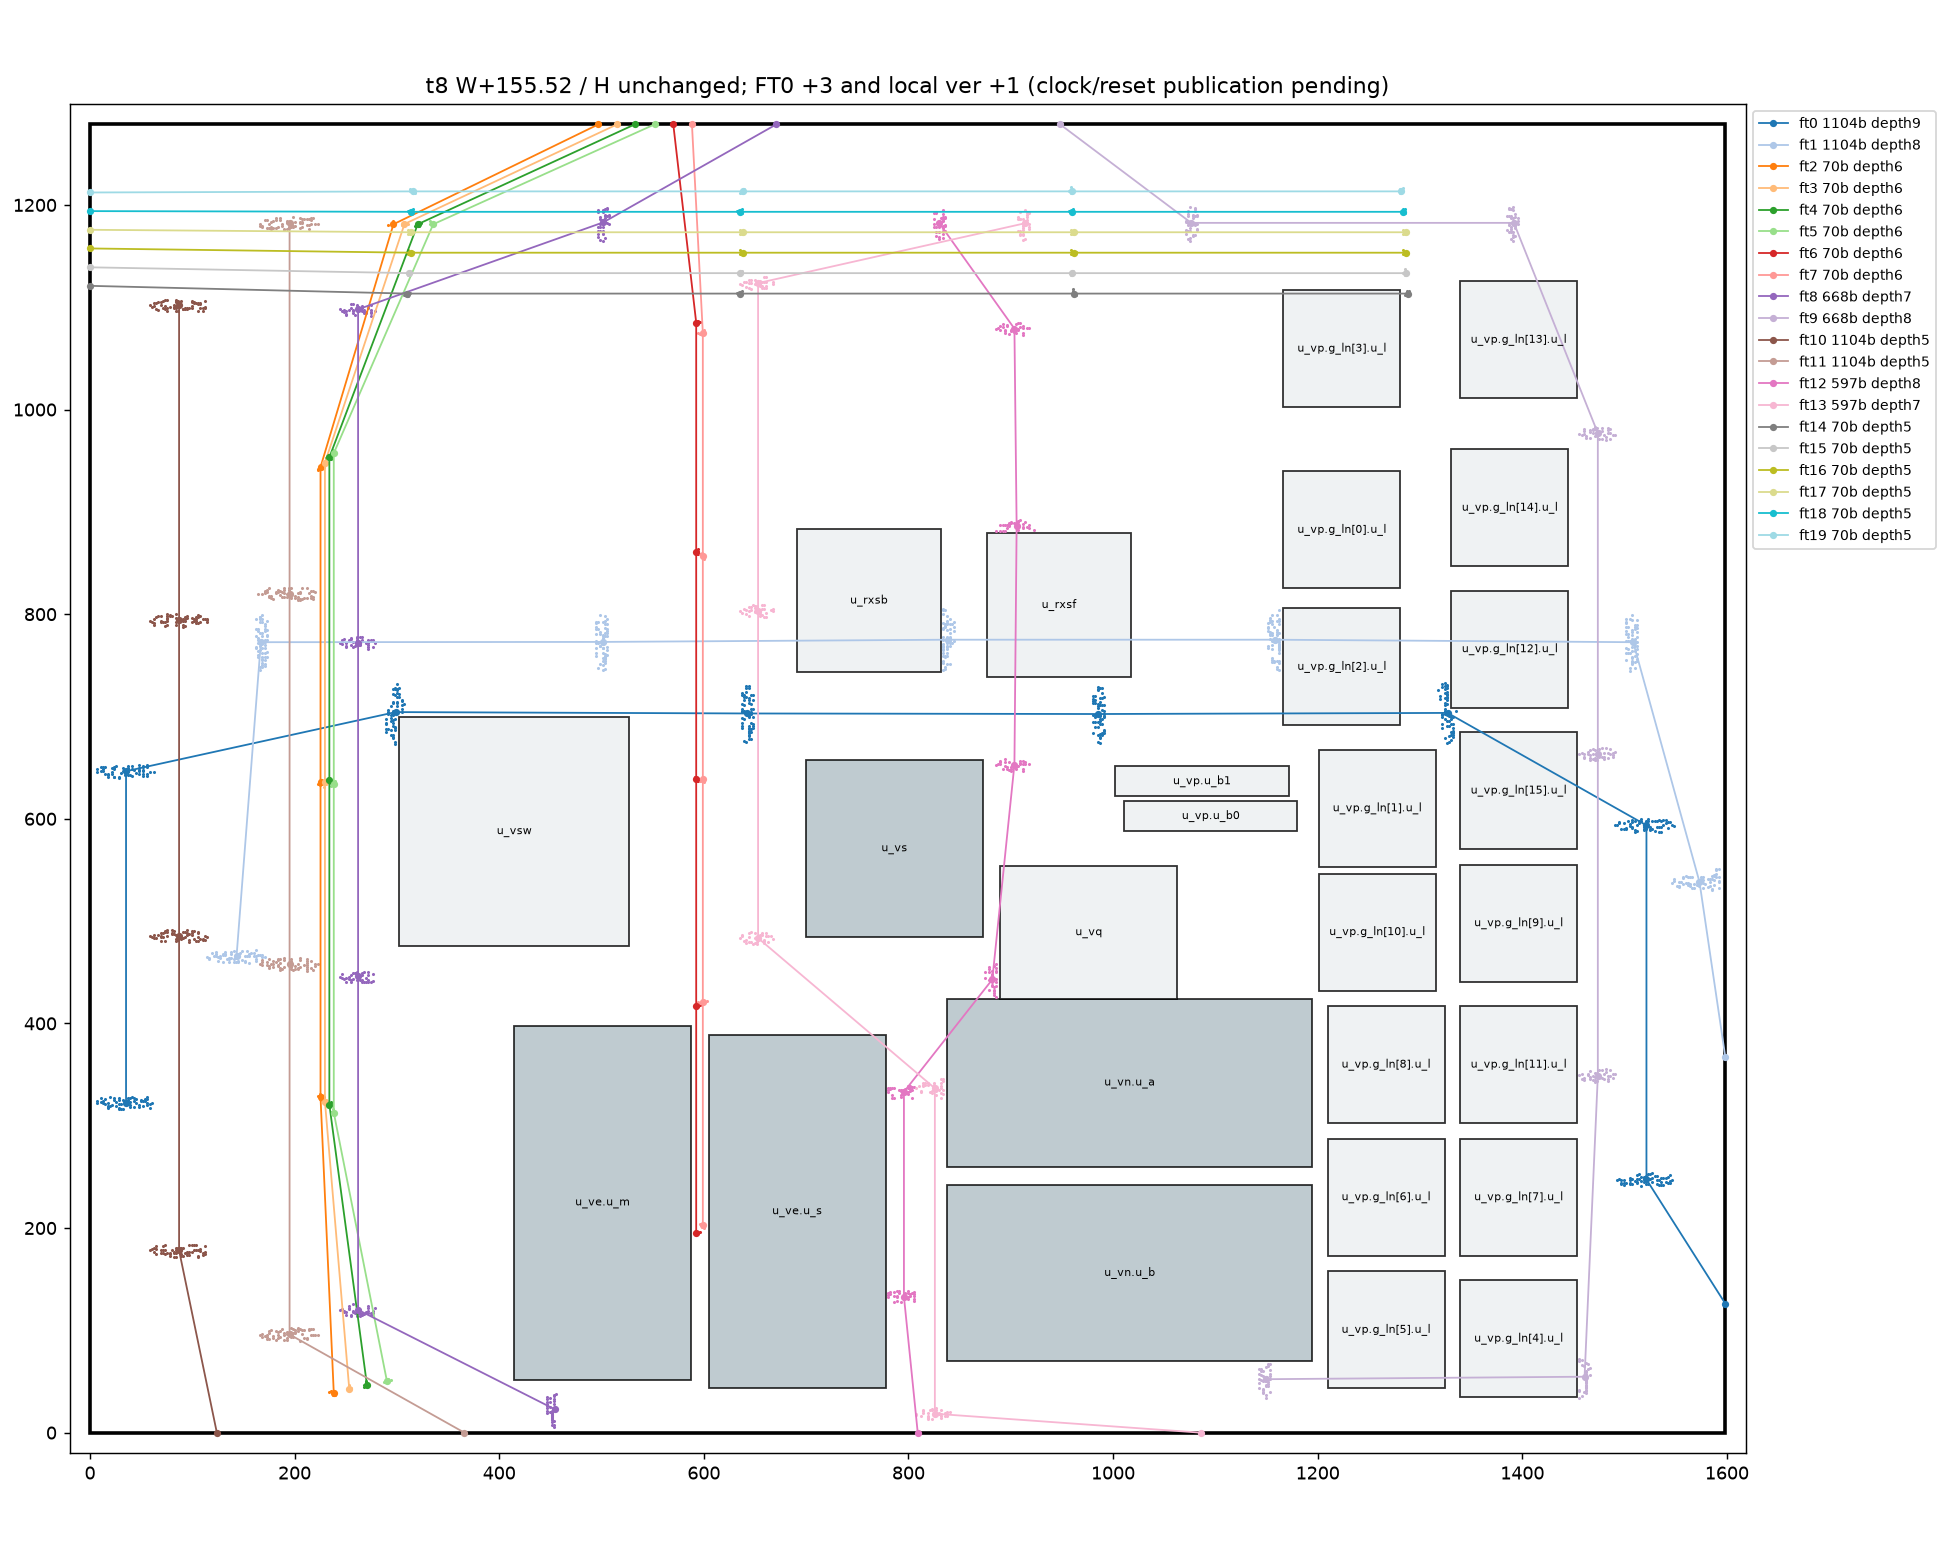 t8 W+155.52 / H unchanged; FT0 +3 and local ver +1 (clock/reset publication pending)
ft0 1104b depth9
ft1 1104b depth8
ft2 70b depth6
ft3 70b depth6
ft4 70b depth6
ft5 70b depth6
ft6 70b depth6
ft7 70b depth6
ft8 668b depth7
ft9 668b depth8
ft10 1104b depth5
ft11 1104b depth5
ft12 597b depth8
ft13 597b depth7
ft14 70b depth5
ft15 70b depth5
ft16 70b depth5
ft17 70b depth5
ft18 70b depth5
ft19 70b depth5
1200
1000
800
600
400
200
0
u_vp.g_ln[13].u_l
u_vp.g_ln[3].u_l
u_vp.g_ln[14].u_l
u_vp.g_ln[0].u_l
u_rxsb
u_rxsf
u_vp.g_ln[12].u_l
u_vp.g_ln[2].u_l
u_vp.u_b1
u_vp.g_ln[15].u_l
u_vp.g_ln[1].u_l
u_vp.u_b0
u_vsw
u_vs
u_vp.g_ln[9].u_l
u_vq
u_vp.g_ln[10].u_l
u_vn.u_a
u_vp.g_ln[8].u_l
u_vp.g_ln[11].u_l
u_ve.u_m
u_ve.u_s
u_vp.g_ln[6].u_l
u_vp.g_ln[7].u_l
u_vn.u_b
u_vp.g_ln[5].u_l
u_vp.g_ln[4].u_l
0
200
400
600
800
1000
1200
1400
1600